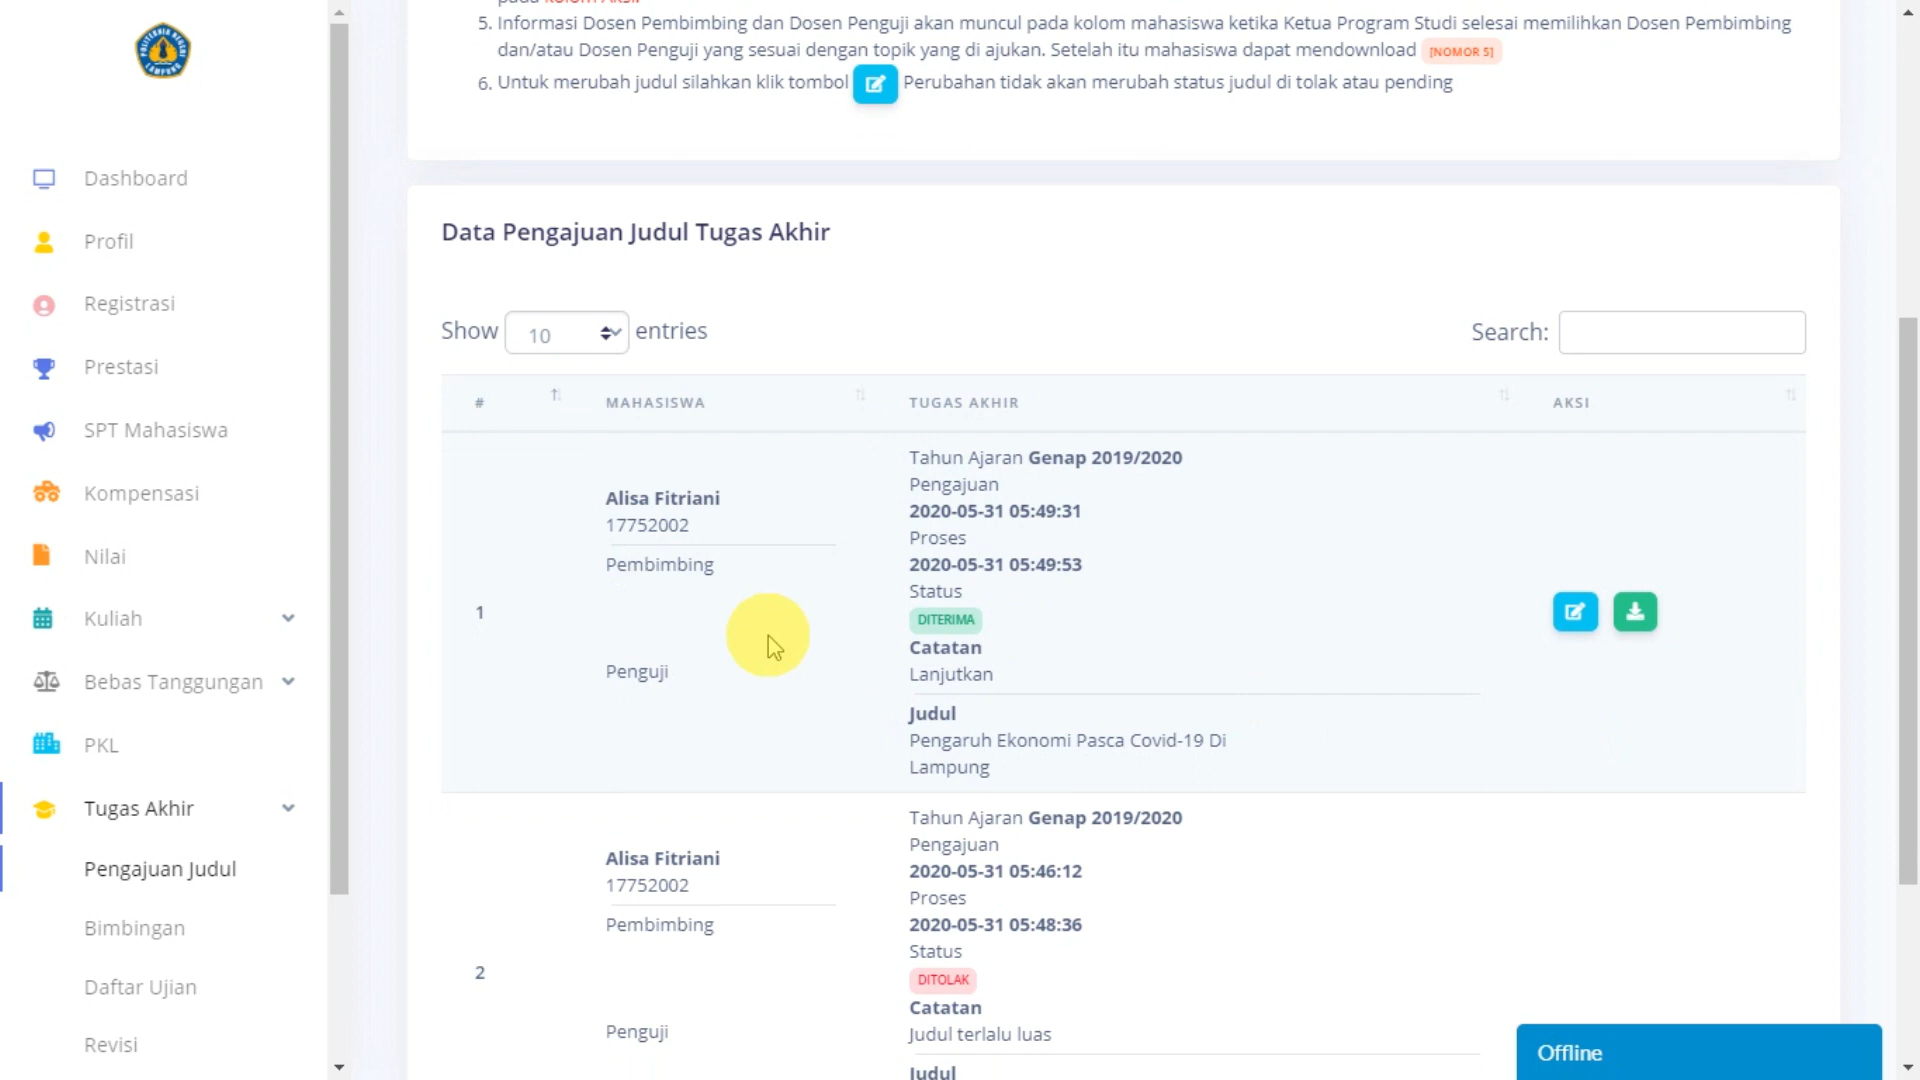 5. Informasi Dosen Pembimbing dan Dosen Penguji akan muncul pada kolom mahasiswa ketika Ketua Program Studi selesai memilihkan Dosen Pembimbing
dan/atau Dosen Penguji yang sesuai dengan topik yang di ajukan. Setelah itu mahasiswa dapat mendownload [NOMOR 5]
6. Untuk merubah judul silahkan klik tombol Perubahan tidak akan merubah status judul di tolak atau pending
POLITEKNIK NEGERI LAMPUNG
Dashboard
Profil
Registrasi
Prestasi
SPT Mahasiswa
Kompensasi
Nilai
Kuliah
Bebas Tanggungan
PKL
Tugas Akhir
Pengajuan Judul
Bimbingan
Daftar Ujian
Revisi
Data Pengajuan Judul Tugas Akhir
Show 10 entries
Search:
# MAHASISWA TUGAS AKHIR AKSI
1
Alisa Fitriani
17752002
Pembimbing
Penguji
Tahun Ajaran Genap 2019/2020
Pengajuan
2020-05-31 05:49:31
Proses
2020-05-31 05:49:53
Status
DITERIMA
Catatan
Lanjutkan
Judul
Pengaruh Ekonomi Pasca Covid-19 Di
Lampung
2
Alisa Fitriani
17752002
Pembimbing
Penguji
Tahun Ajaran Genap 2019/2020
Pengajuan
2020-05-31 05:46:12
Proses
2020-05-31 05:48:36
Status
DITOLAK
Catatan
Judul terlalu luas
Judul
Offline